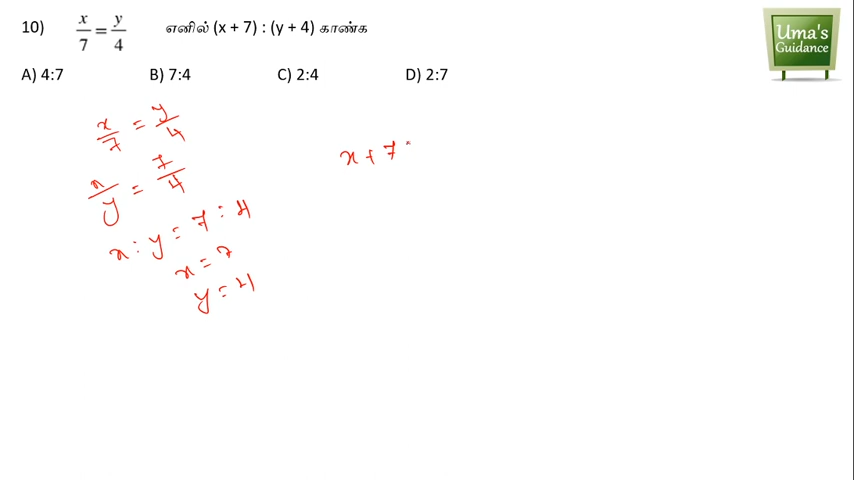 10) x/7 = y/4 எனில் (x + 7) : (y + 4) காண்க
A) 4:7 B) 7:4 C) 2:4 D) 2:7
Uma's
Guidance
x/7 = y/4
x/y = 7/4
x : y = 7 : 4
x = 7
y = 4
x + 7